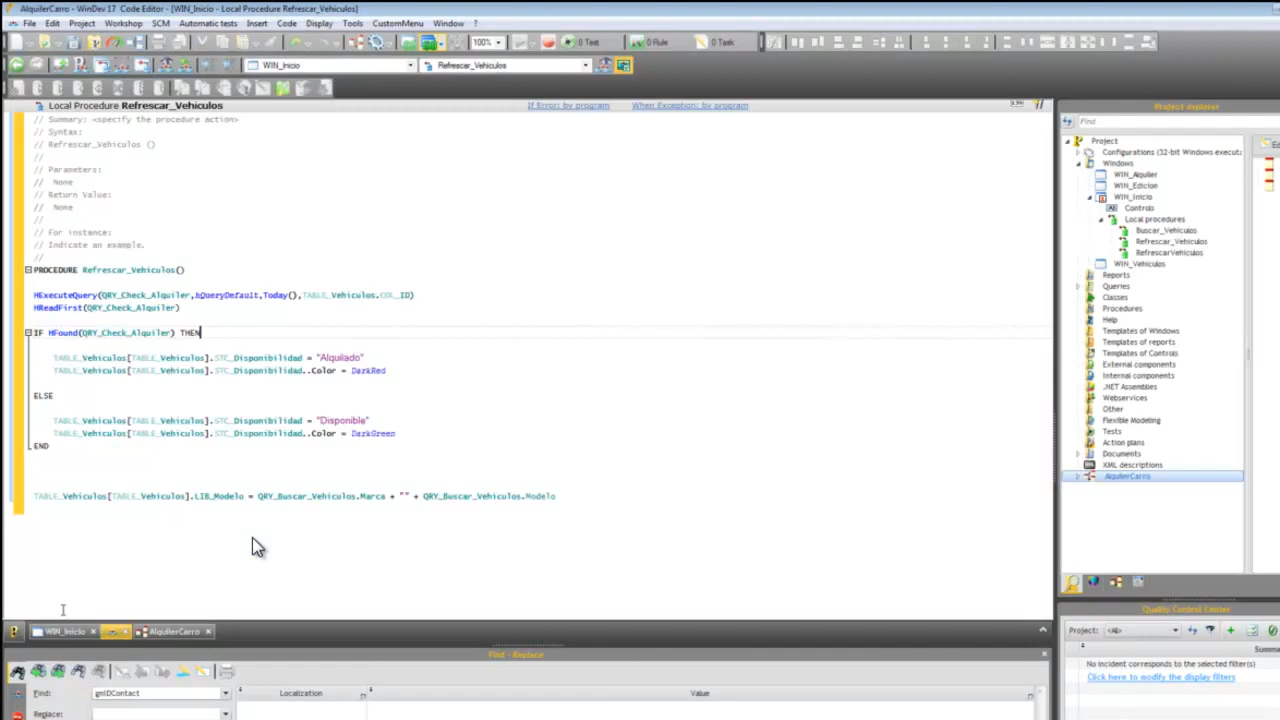 AlquilerCarro - WinDev 17 Code Editor - [WIN_Inicio - Local Procedure Refrescar_Vehiculos]
File Edit Project Workshop SCM Automatic tests Insert Code Display Tools CustomMenu Window ?
100% 0 Test 0 Rule 0 Task
WIN_Inicio Refrescar_Vehiculos
Local Procedure Refrescar_Vehiculos If Error: by program When Exception: by program
// Summary: <specify the procedure action>
// Syntax:
// Refrescar_Vehiculos ()
//
// Parameters:
// None
// Return Value:
// None
//
// For instance:
// Indicate an example.
//
PROCEDURE Refrescar_Vehiculos()
HExecuteQuery(QRY_Check_Alquiler,hQueryDefault,Today(),TABLE_Vehiculos.COL_ID)
HReadFirst(QRY_Check_Alquiler)
IF HFound(QRY_Check_Alquiler) THEN
TABLE_Vehiculos[TABLE_Vehiculos].STC_Disponibilidad = "Alquilado"
TABLE_Vehiculos[TABLE_Vehiculos].STC_Disponibilidad..Color = DarkRed
ELSE
TABLE_Vehiculos[TABLE_Vehiculos].STC_Disponibilidad = "Disponible"
TABLE_Vehiculos[TABLE_Vehiculos].STC_Disponibilidad..Color = DarkGreen
END
TABLE_Vehiculos[TABLE_Vehiculos].LIB_Modelo = QRY_Buscar_Vehiculos.Marca + "" + QRY_Buscar_Vehiculos.Modelo
WIN_Inicio x AlquilerCarro x
Find - Replace
Find: gnIDContact Localization Value
Replace:
Project explorer
Find
Project
Configurations (32-bit Windows execut
Windows
WIN_Alquiler
WIN_Edicion
WIN_Inicio
Controls
Local procedures
Buscar_Vehiculos
Refrescar_Vehiculos
RefrescarVehiculos
WIN_Vehiculos
Reports
Queries
Classes
Procedures
Help
Templates of Windows
Templates of reports
Templates of Controls
External components
Internal components
.NET Assemblies
Webservices
Other
Flexible Modeling
Tests
Action plans
Documents
XML descriptions
AlquilerCarro
Quality Control Center
Project: <All>
Summa
No incident corresponds to the selected filter(s)
Click here to modify the display filters